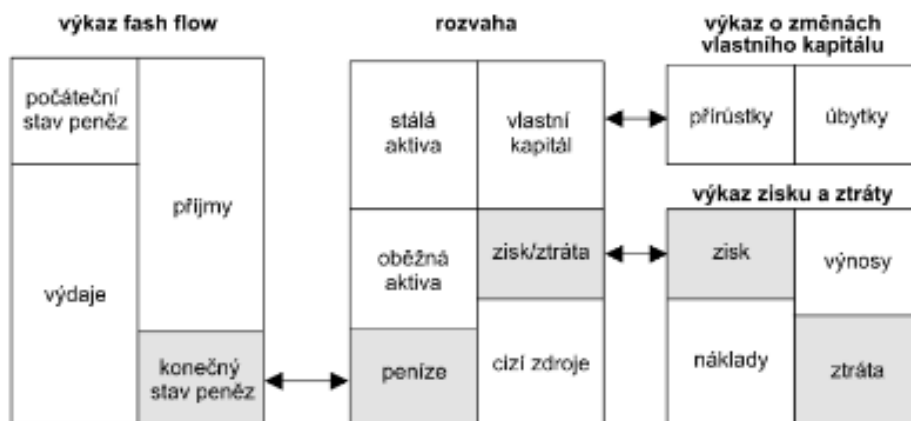 výkaz fash flow
počáteční
stav peněz
příjmy
výdaje
konečný
stav peněz
rozvaha
stálá
aktiva
vlastní
kapitál
oběžná
aktiva
zisk/ztráta
peníze
cizí zdroje
výkaz o změnách
vlastního kapitálu
přírůstky
úbytky
výkaz zisku a ztráty
zisk
výnosy
náklady
ztráta